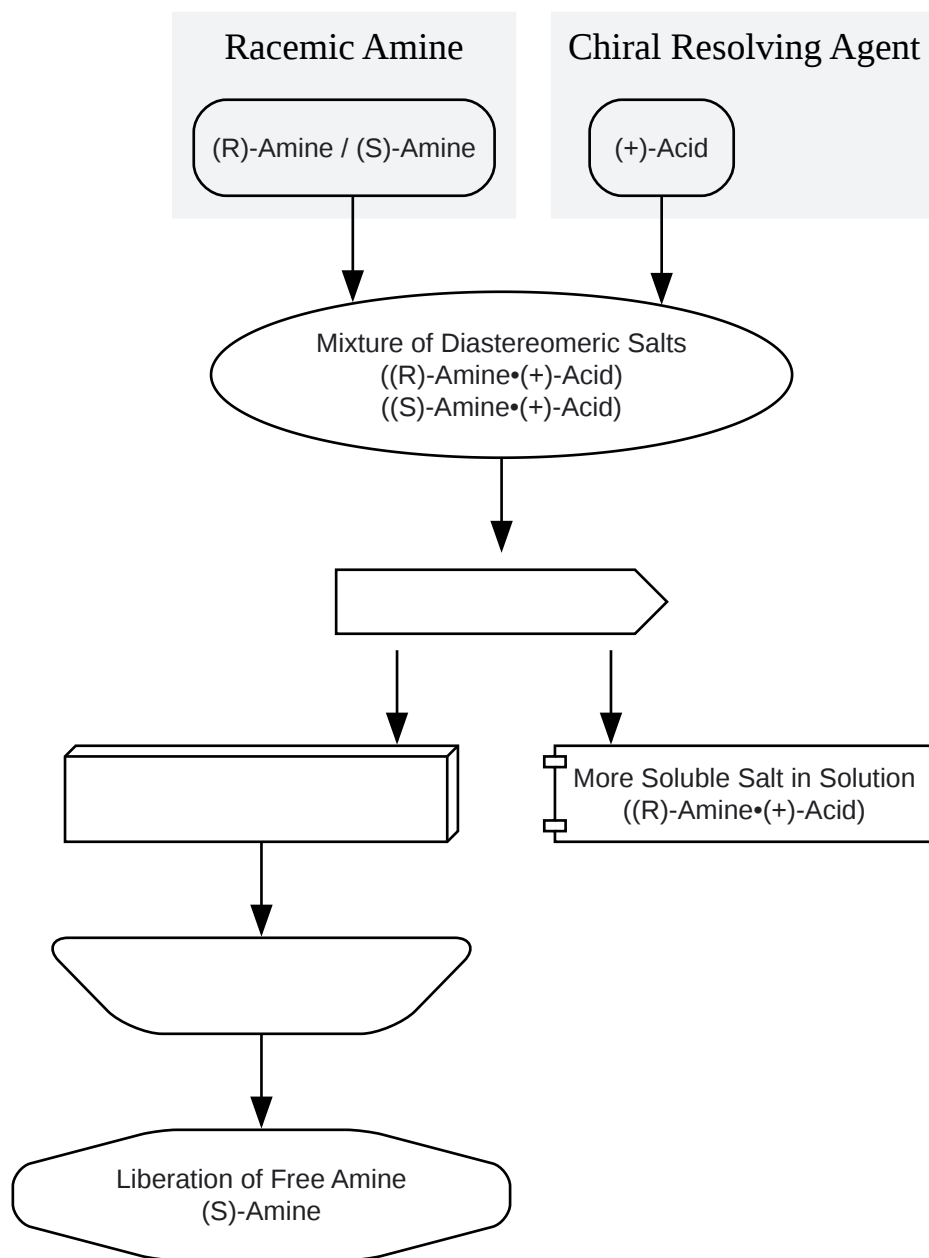 Racemic Amine
Chiral Resolving Agent
(R)-Amine / (S)-Amine
(+)-Acid
Mixture of Diastereomeric Salts
((R)-Amine•(+)-Acid)
((S)-Amine•(+)-Acid)
More Soluble Salt in Solution
((R)-Amine•(+)-Acid)
Liberation of Free Amine
(S)-Amine